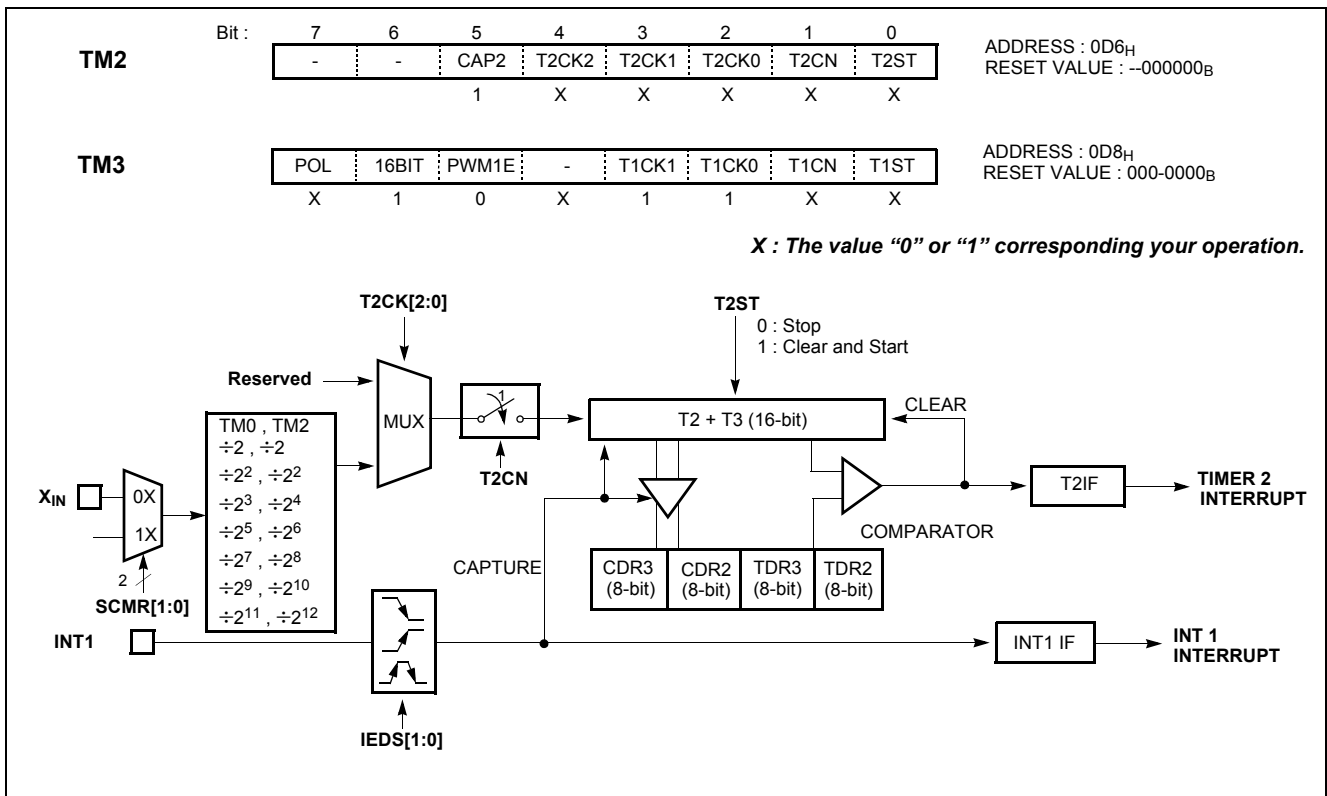 Bit : 7 6 5 4 3 2 1 0
TM2
- - CAP2 T2CK2 T2CK1 T2CK0 T2CN T2ST
1 X X X X X
ADDRESS : 0D6H
RESET VALUE : --000000B
TM3
POL 16BIT PWM1E - T1CK1 T1CK0 T1CN T1ST
X 1 0 X 1 1 X X
ADDRESS : 0D8H
RESET VALUE : 000-0000B
X : The value “0” or “1” corresponding your operation.
T2CK[2:0]
T2ST
0 : Stop
1 : Clear and Start
Reserved
MUX
1
T2CN
T2 + T3 (16-bit)
CLEAR
XIN
0X
1X
2
SCMR[1:0]
TM0 , TM2
÷2 , ÷2
÷2² , ÷2²
÷2³ , ÷2⁴
÷2⁵ , ÷2⁶
÷2⁷ , ÷2⁸
÷2⁹ , ÷2¹⁰
÷2¹¹ , ÷2¹²
CAPTURE
COMPARATOR
T2IF
TIMER 2
INTERRUPT
CDR3
(8-bit)
CDR2
(8-bit)
TDR3
(8-bit)
TDR2
(8-bit)
INT1
IEDS[1:0]
INT1 IF
INT 1
INTERRUPT